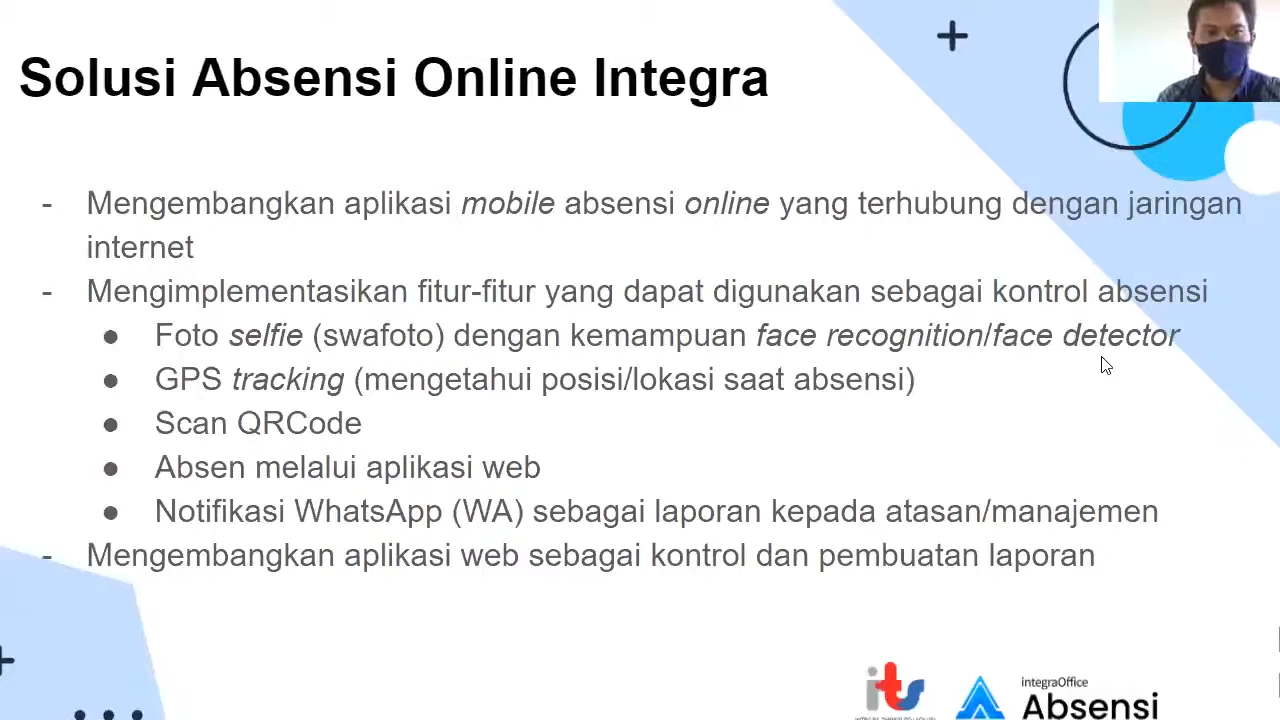 Solusi Absensi Online Integra
- Mengembangkan aplikasi mobile absensi online yang terhubung dengan jaringan
internet
- Mengimplementasikan fitur-fitur yang dapat digunakan sebagai kontrol absensi
● Foto selfie (swafoto) dengan kemampuan face recognition/face detector
● GPS tracking (mengetahui posisi/lokasi saat absensi)
● Scan QRCode
● Absen melalui aplikasi web
● Notifikasi WhatsApp (WA) sebagai laporan kepada atasan/manajemen
- Mengembangkan aplikasi web sebagai kontrol dan pembuatan laporan
its
integraOffice
Absensi